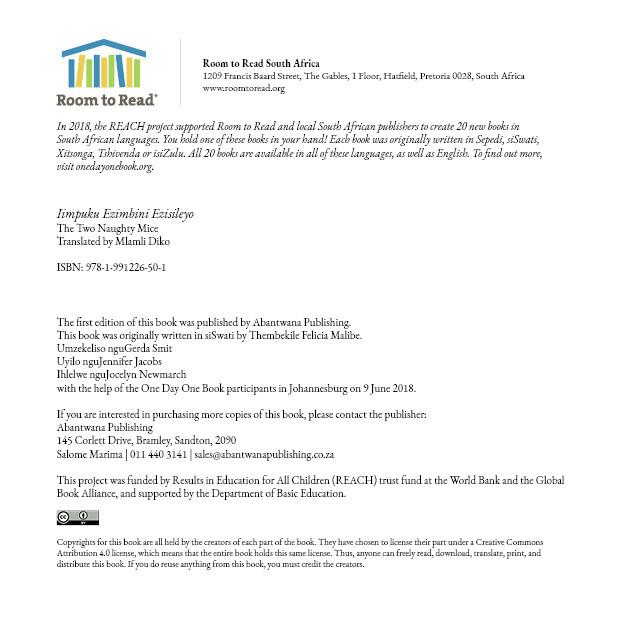 Room to Read®
Room to Read South Africa
1209 Francis Baard Street, The Gables, 1 Floor, Hatfield, Pretoria 0028, South Africa
www.roomtoread.org
In 2018, the REACH project supported Room to Read and local South African publishers to create 20 new books in
South African languages. You hold one of these books in your hand! Each book was originally written in Sepedi, siSwati,
Xitsonga, Tshivenda or isiZulu. All 20 books are available in all of these languages, as well as English. To find out more,
visit onedayonebook.org.
Iimpuku Ezimbini Ezisileyo
The Two Naughty Mice
Translated by Mlamli Diko
ISBN: 978-1-991226-50-1
The first edition of this book was published by Abantwana Publishing.
This book was originally written in siSwati by Thembekile Felicia Malibe.
Umzekeliso nguGerda Smit
Uyilo nguJennifer Jacobs
Ihlelwe nguJocelyn Newmarch
with the help of the One Day One Book participants in Johannesburg on 9 June 2018.
If you are interested in purchasing more copies of this book, please contact the publisher:
Abantwana Publishing
145 Corlett Drive, Bramley, Sandton, 2090
Salome Marima | 011 440 3141 | sales@abantwanapublishing.co.za
This project was funded by Results in Education for All Children (REACH) trust fund at the World Bank and the Global
Book Alliance, and supported by the Department of Basic Education.
cc BY
Copyrights for this book are all held by the creators of each part of the book. They have chosen to license their part under a Creative Commons
Attribution 4.0 license, which means that the entire book holds this same license. Thus, anyone can freely read, download, translate, print, and
distribute this book. If you do reuse anything from this book, you must credit the creators.